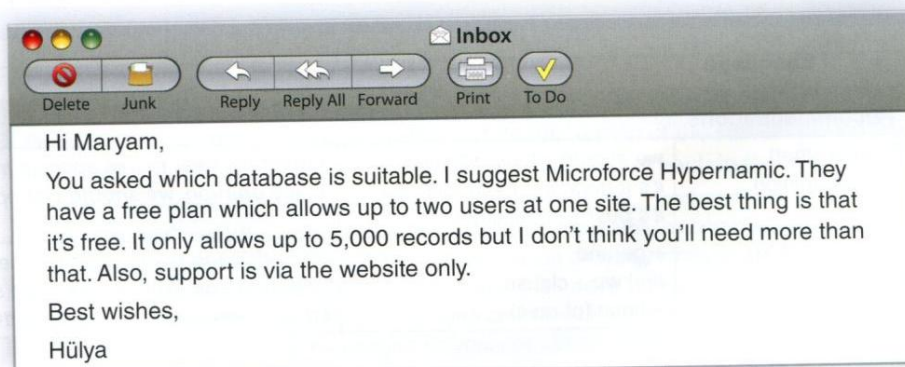 Inbox
Delete Junk Reply Reply All Forward Print To Do
Hi Maryam,
You asked which database is suitable. I suggest Microforce Hypernamic. They
have a free plan which allows up to two users at one site. The best thing is that
it's free. It only allows up to 5,000 records but I don't think you'll need more than
that. Also, support is via the website only.
Best wishes,
Hülya